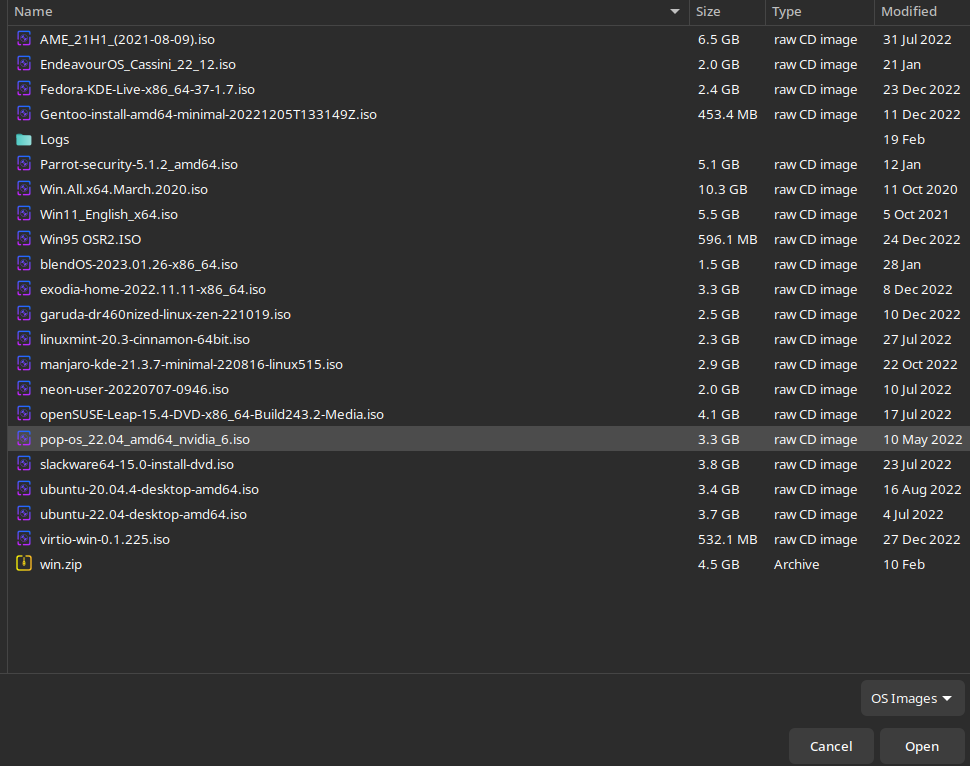 Name Size Type Modified
AME_21H1_(2021-08-09).iso 6.5 GB raw CD image 31 Jul 2022
EndeavourOS_Cassini_22_12.iso 2.0 GB raw CD image 21 Jan
Fedora-KDE-Live-x86_64-37-1.7.iso 2.4 GB raw CD image 23 Dec 2022
Gentoo-install-amd64-minimal-20221205T133149Z.iso 453.4 MB raw CD image 11 Dec 2022
Logs 19 Feb
Parrot-security-5.1.2_amd64.iso 5.1 GB raw CD image 12 Jan
Win.All.x64.March.2020.iso 10.3 GB raw CD image 11 Oct 2020
Win11_English_x64.iso 5.5 GB raw CD image 5 Oct 2021
Win95 OSR2.ISO 596.1 MB raw CD image 24 Dec 2022
blendOS-2023.01.26-x86_64.iso 1.5 GB raw CD image 28 Jan
exodia-home-2022.11.11-x86_64.iso 3.3 GB raw CD image 8 Dec 2022
garuda-dr460nized-linux-zen-221019.iso 2.5 GB raw CD image 10 Dec 2022
linuxmint-20.3-cinnamon-64bit.iso 2.3 GB raw CD image 27 Jul 2022
manjaro-kde-21.3.7-minimal-220816-linux515.iso 2.9 GB raw CD image 22 Oct 2022
neon-user-20220707-0946.iso 2.0 GB raw CD image 10 Jul 2022
openSUSE-Leap-15.4-DVD-x86_64-Build243.2-Media.iso 4.1 GB raw CD image 17 Jul 2022
pop-os_22.04_amd64_nvidia_6.iso 3.3 GB raw CD image 10 May 2022
slackware64-15.0-install-dvd.iso 3.8 GB raw CD image 23 Jul 2022
ubuntu-20.04.4-desktop-amd64.iso 3.4 GB raw CD image 16 Aug 2022
ubuntu-22.04-desktop-amd64.iso 3.7 GB raw CD image 4 Jul 2022
virtio-win-0.1.225.iso 532.1 MB raw CD image 27 Dec 2022
win.zip 4.5 GB Archive 10 Feb
OS Images
Cancel Open